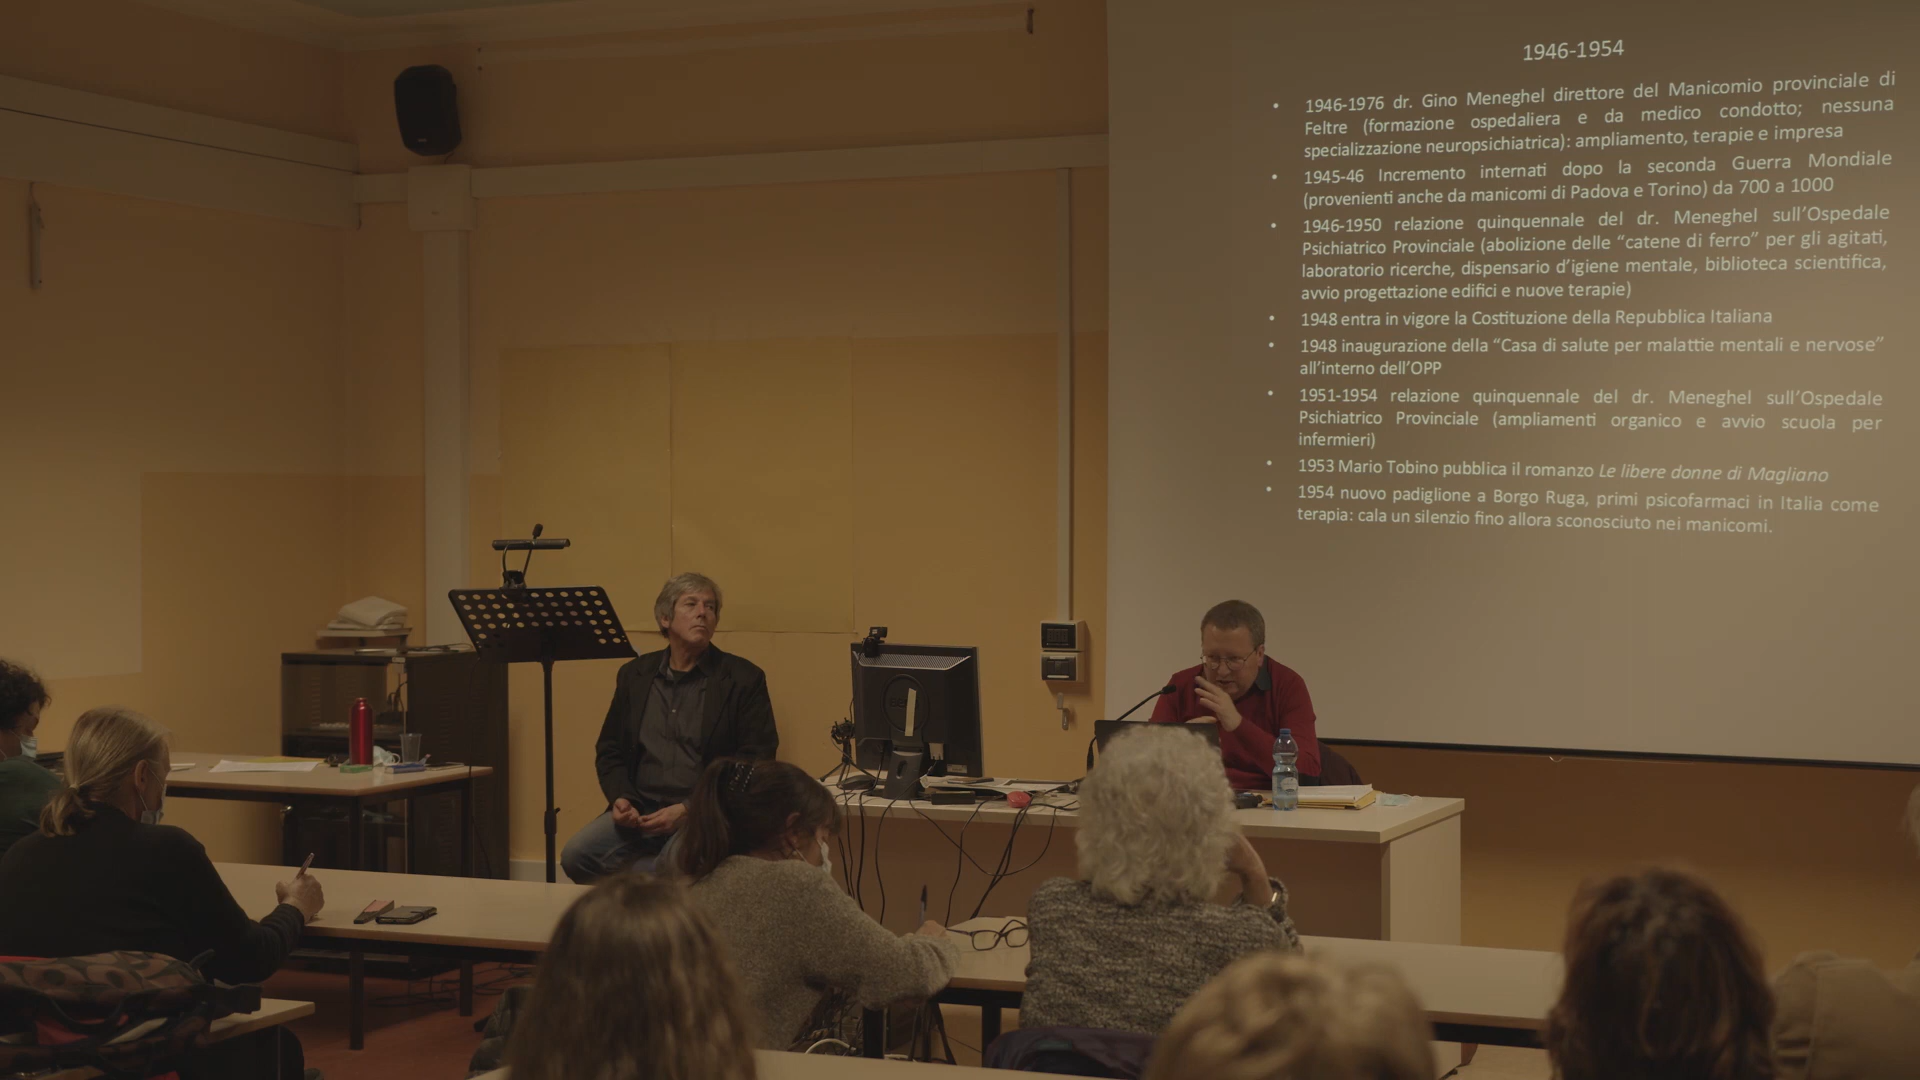 1946-1954
• 1946-1976 dr. Gino Meneghel direttore del Manicomio provinciale di
Feltre (formazione ospedaliera e da medico condotto; nessuna
specializzazione neuropsichiatrica): ampliamento, terapie e impresa
• 1945-46 Incremento internati dopo la seconda Guerra Mondiale
(provenienti anche da manicomi di Padova e Torino) da 700 a 1000
• 1946-1950 relazione quinquennale del dr. Meneghel sull'Ospedale
Psichiatrico Provinciale (abolizione delle “catene di ferro” per gli agitati,
laboratorio ricerche, dispensario d'igiene mentale, biblioteca scientifica,
avvio progettazione edifici e nuove terapie)
• 1948 entra in vigore la Costituzione della Repubblica Italiana
• 1948 inaugurazione della “Casa di salute per malattie mentali e nervose”
all'interno dell'OPP
• 1951-1954 relazione quinquennale del dr. Meneghel sull'Ospedale
Psichiatrico Provinciale (ampliamenti organico e avvio scuola per
infermieri)
• 1953 Mario Tobino pubblica il romanzo Le libere donne di Magliano
• 1954 nuovo padiglione a Borgo Ruga, primi psicofarmaci in Italia come
terapia: cala un silenzio fino allora sconosciuto nei manicomi.